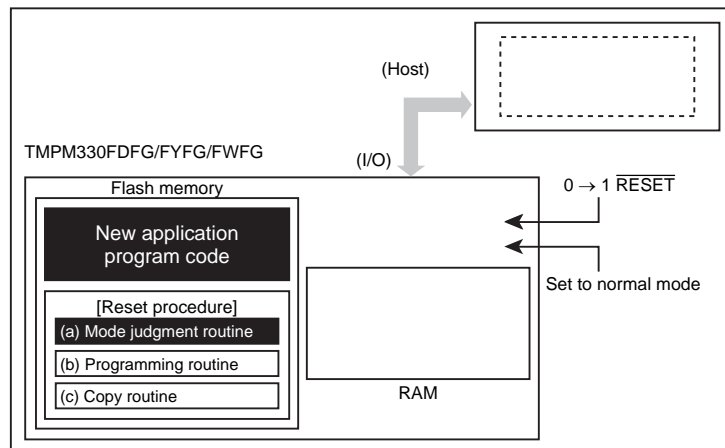 (Host)
TMPM330FDFG/FYFG/FWFG
(I/O)
Flash memory
0 → 1 RESET
New application
program code
Set to normal mode
[Reset procedure]
(a) Mode judgment routine
(b) Programming routine
(c) Copy routine
RAM